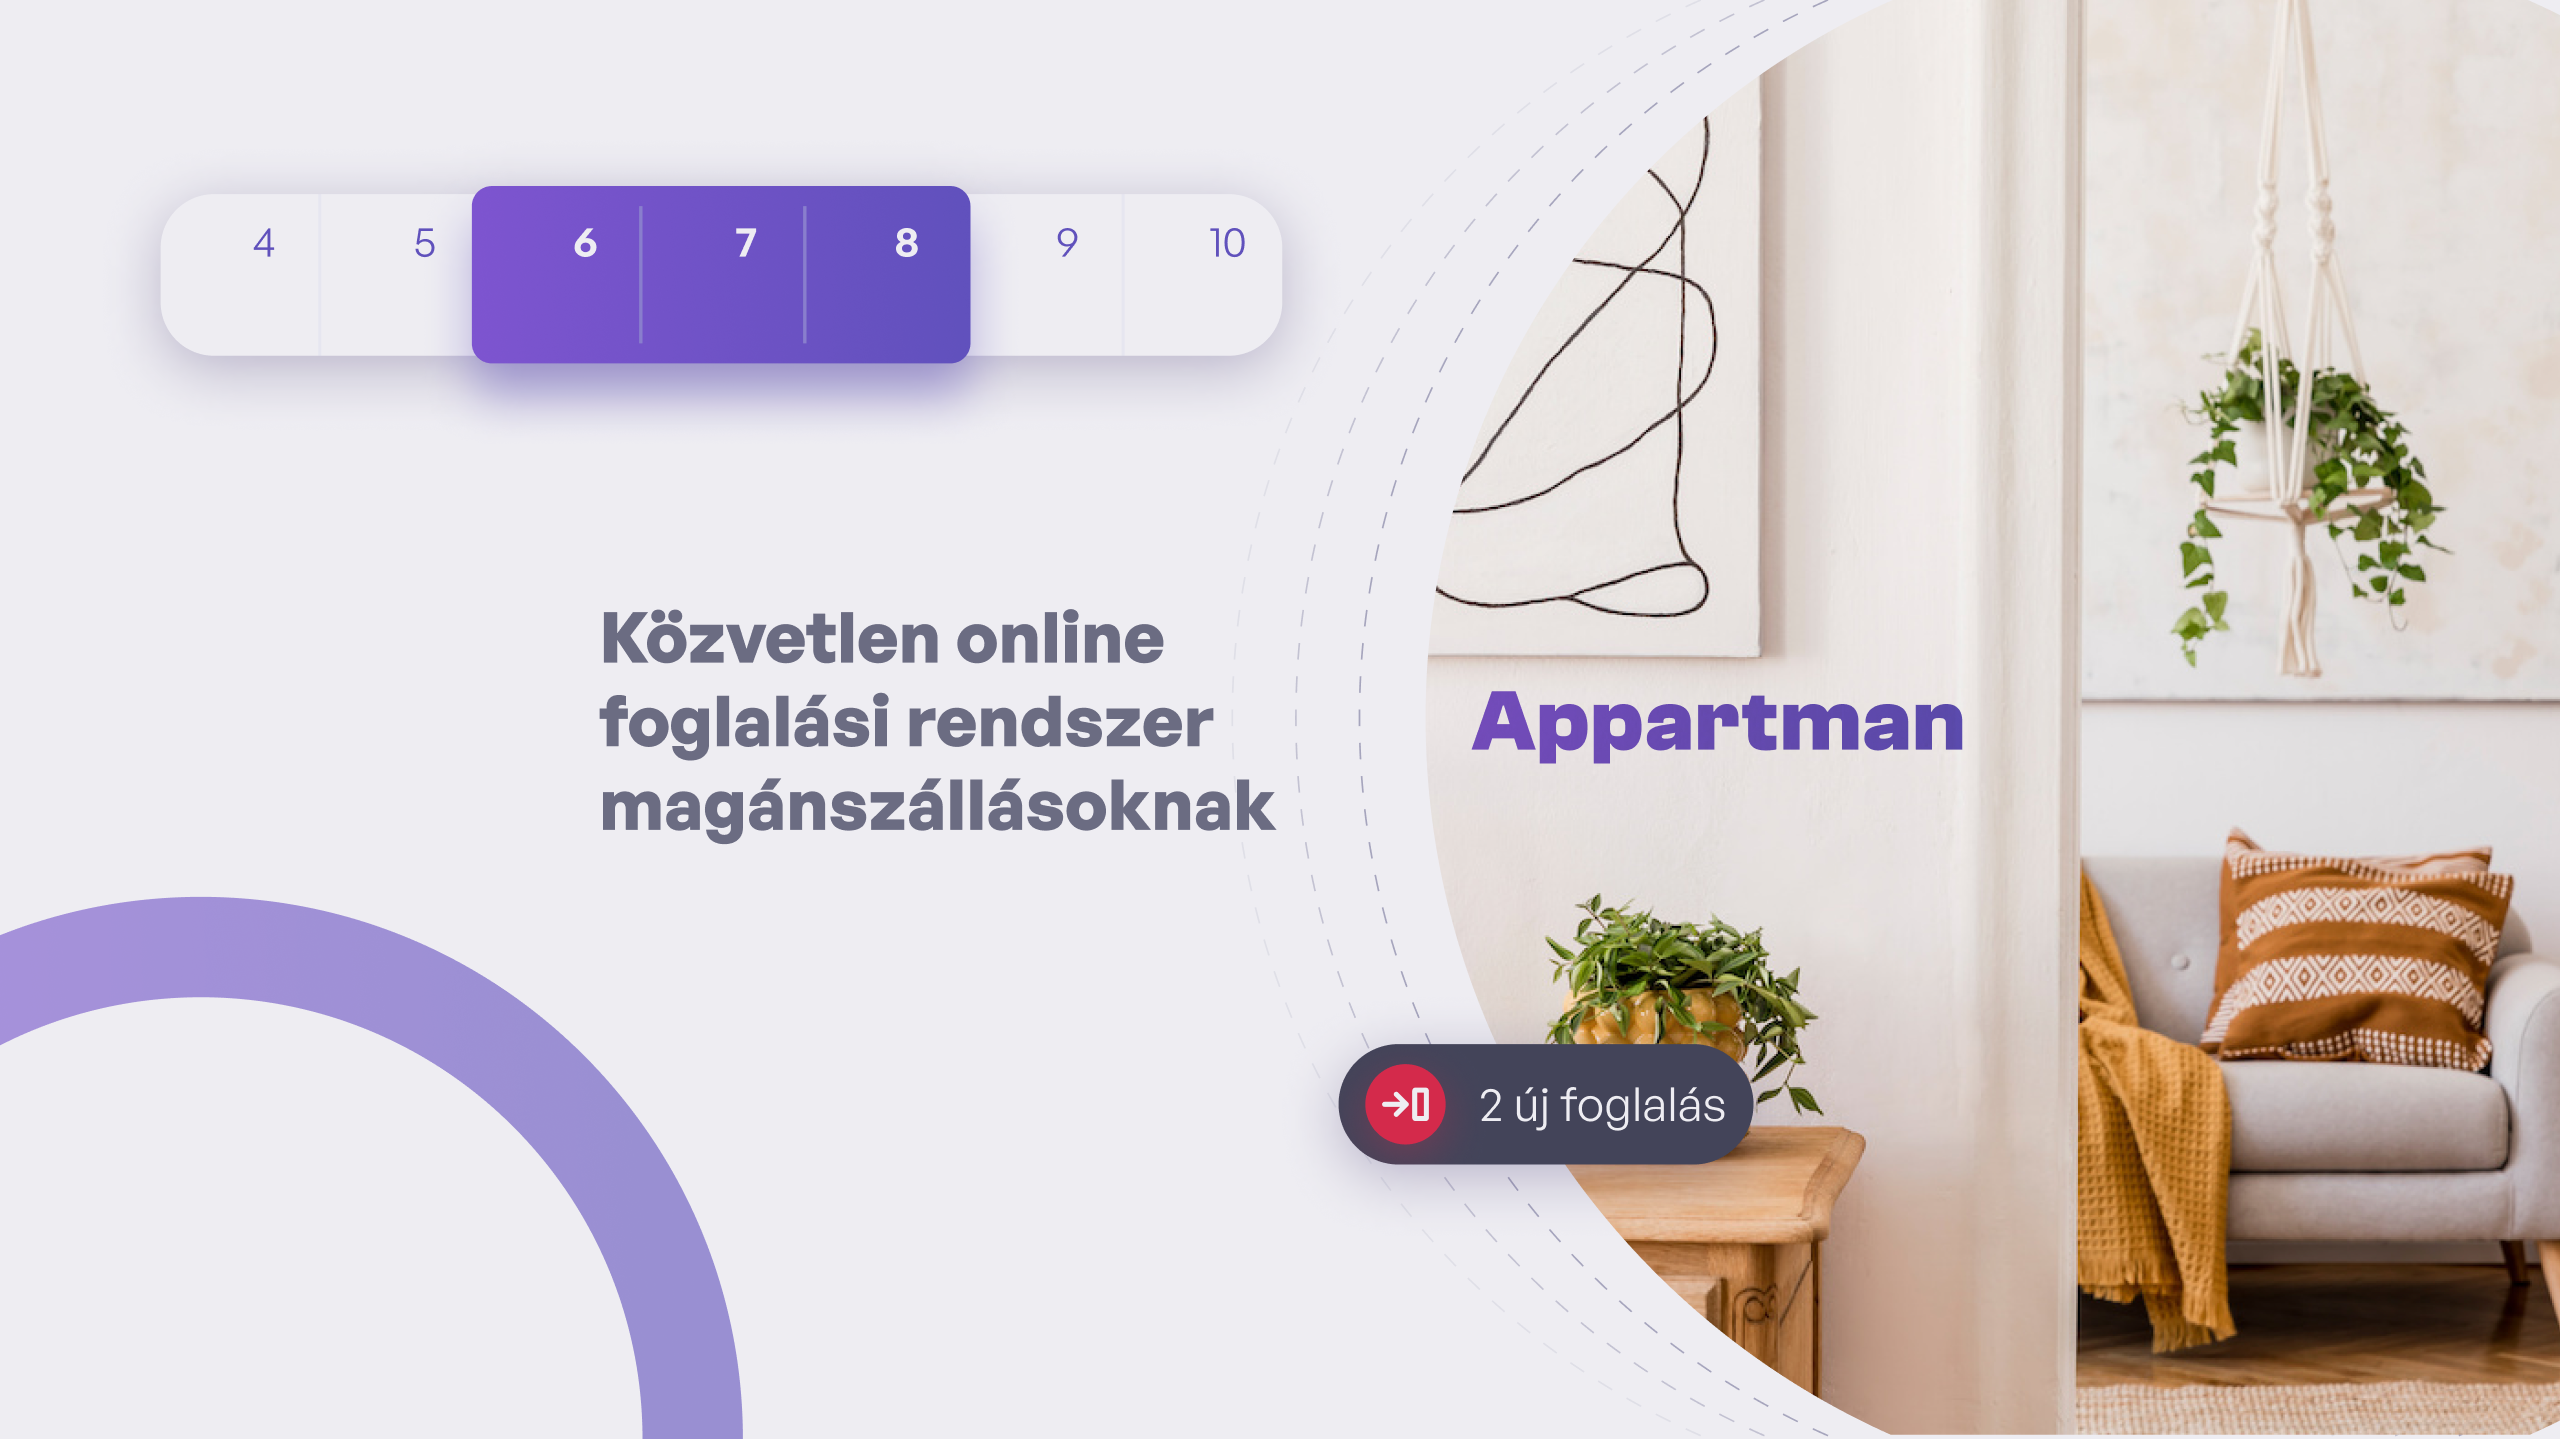 4 5 6 7 8 9 10
Közvetlen online
foglalási rendszer
magánszállásoknak
Appartman
2 új foglalás